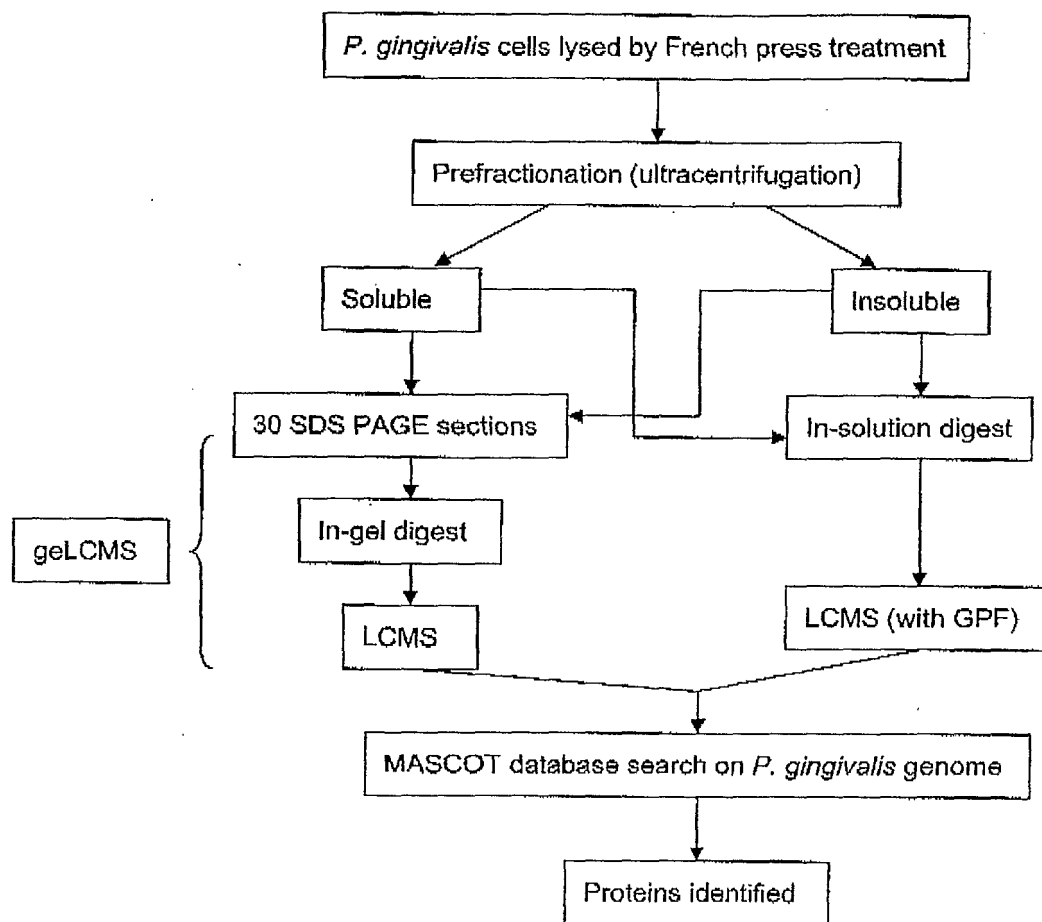 P. gingivalis cells lysed by French press treatment
Prefractionation (ultracentrifugation)
Soluble
Insoluble
30 SDS PAGE sections
In-solution digest
In-gel digest
geLCMS
LCMS
LCMS (with GPF)
MASCOT database search on P. gingivalis genome
Proteins identified